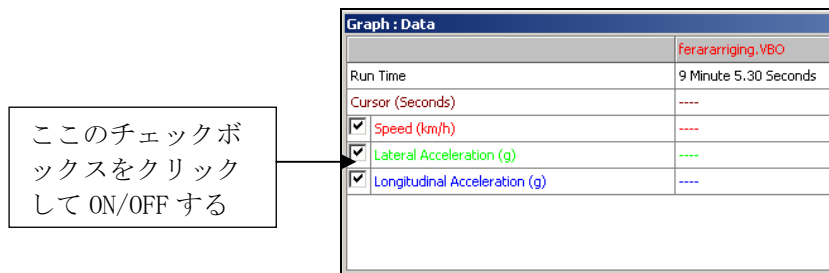 Graph : Data
ferararriging.VBO
Run Time 9 Minute 5.30 Seconds
Cursor (Seconds) ----
Speed (km/h) ----
Lateral Acceleration (g) ----
Longitudinal Acceleration (g) ----
ここのチェックボ
ックスをクリック
して ON/OFF する